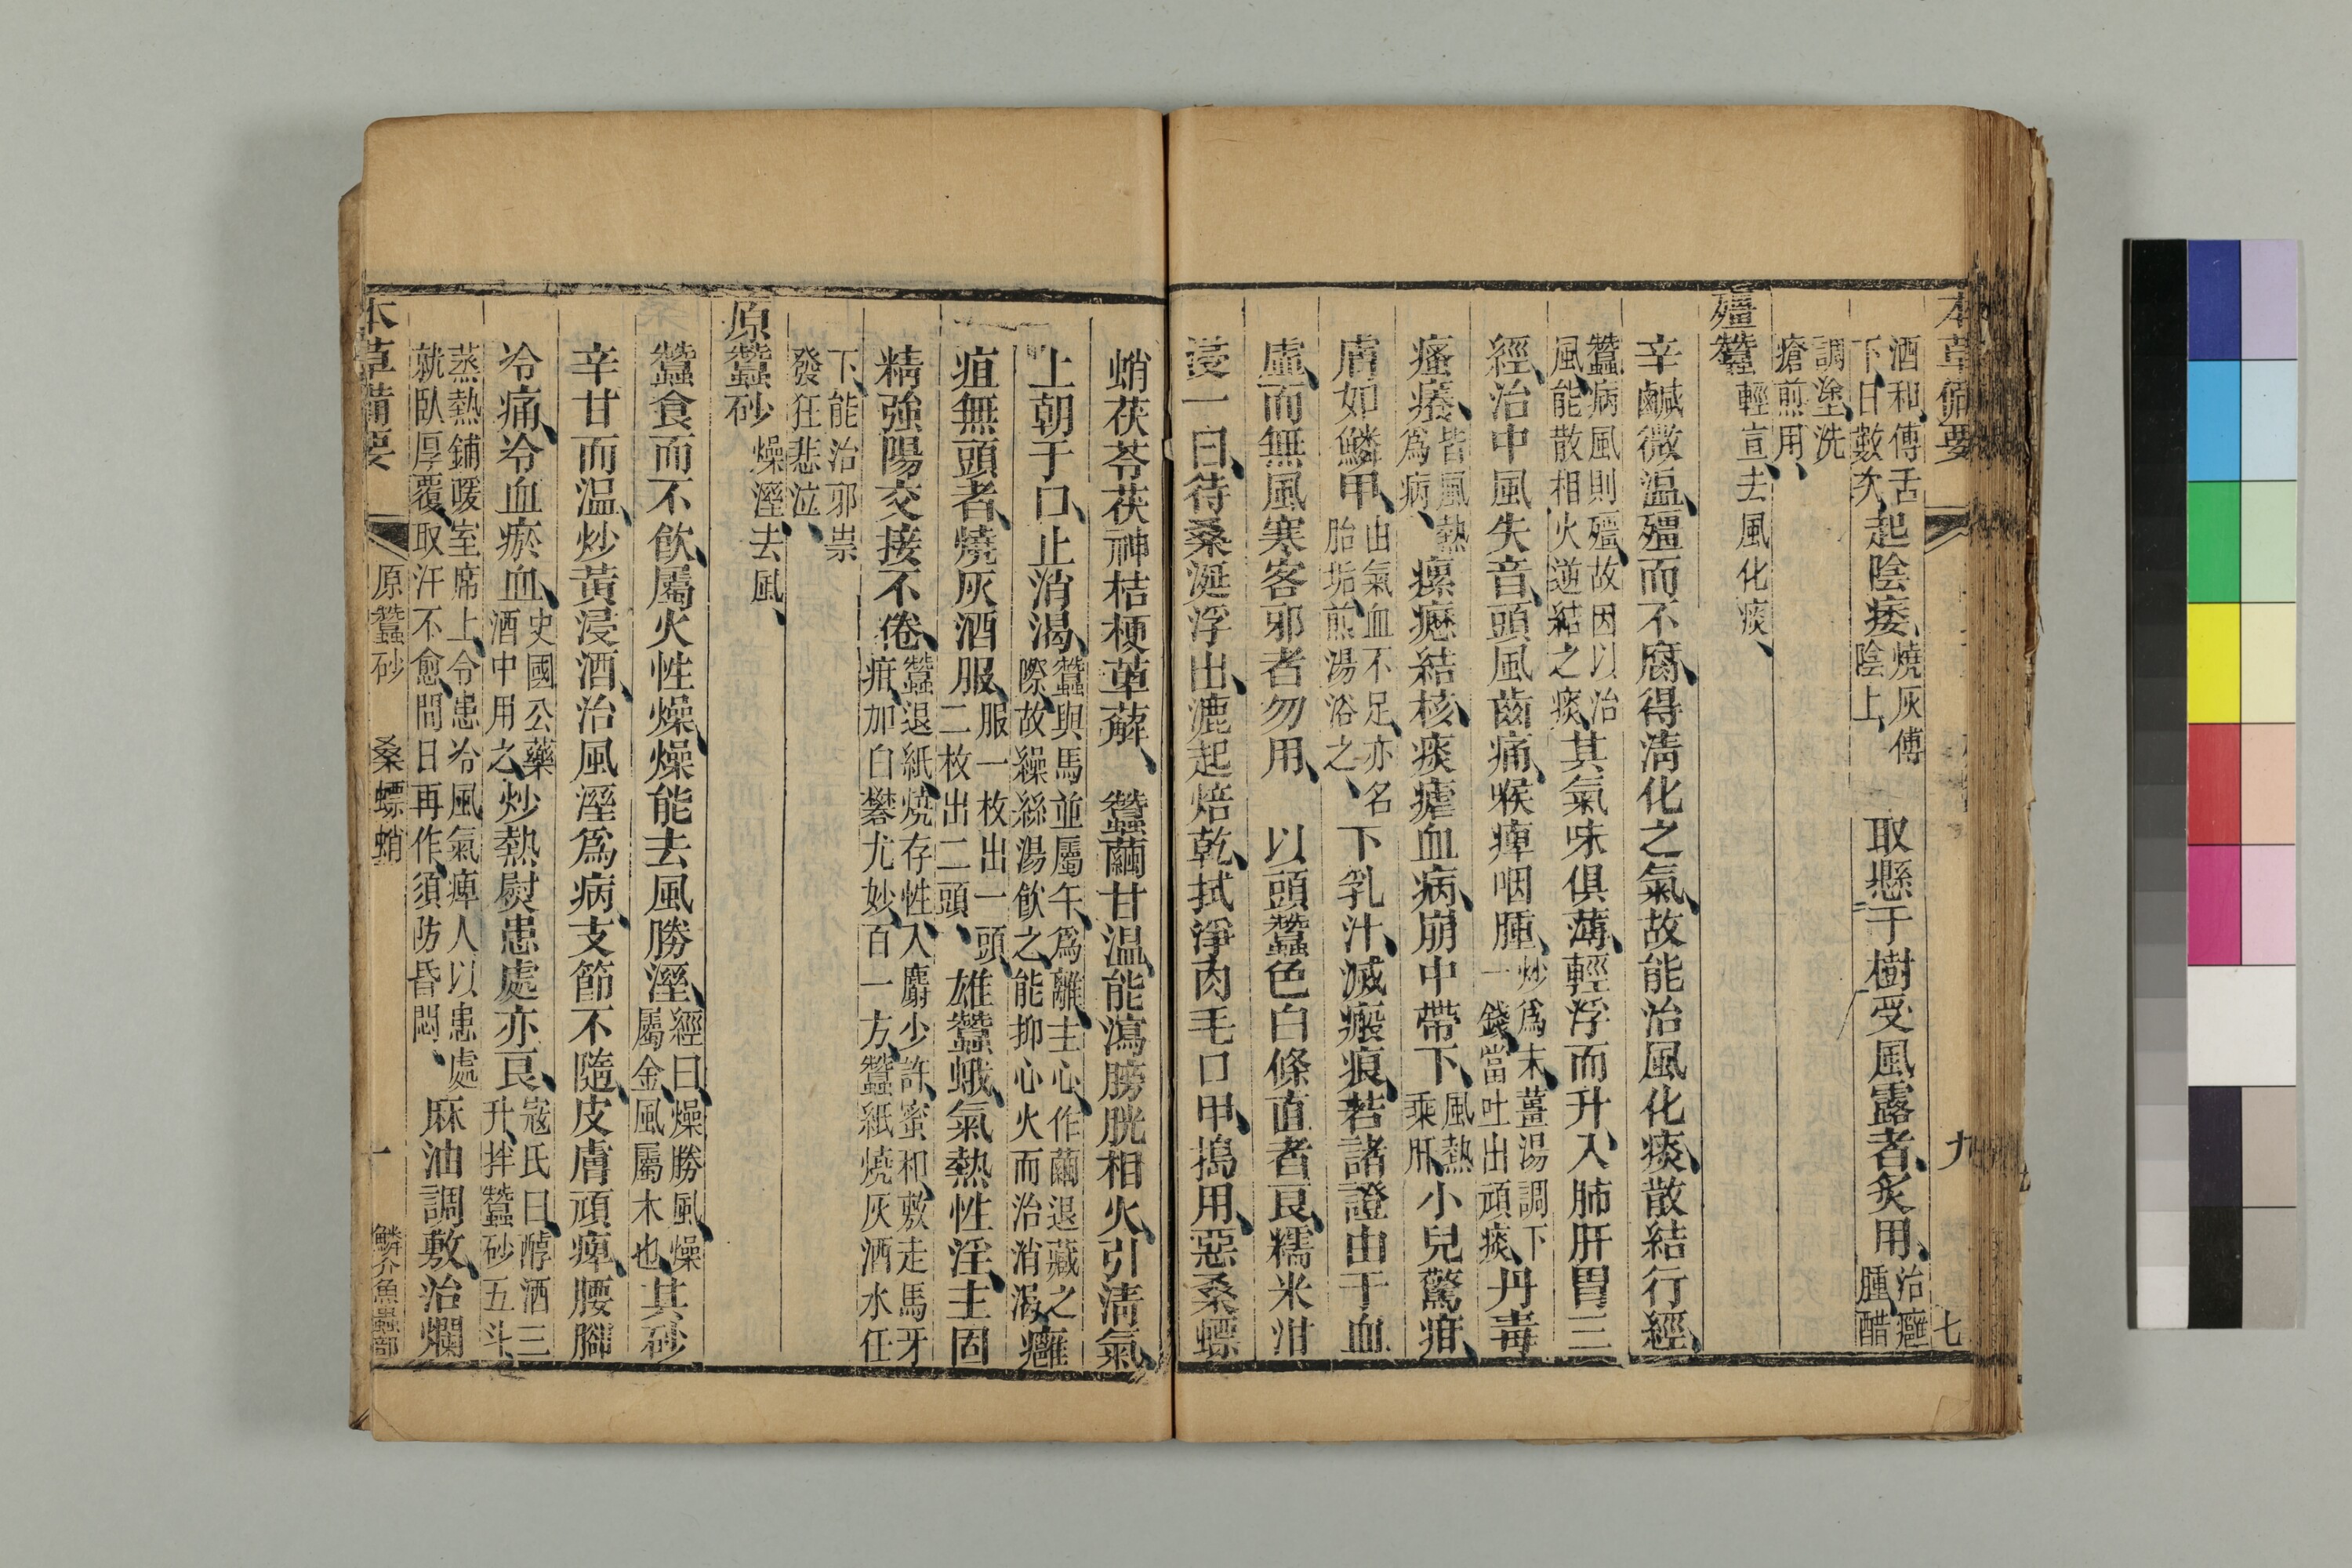 本草備要
九
七
酒和傅舌
下日數次起陰痿燒灰傅
陰上取懸于樹受風露者炙用治癰
腫醋
調塗洗
瘡煎用
殭蠶輕宣去風化痰
辛鹹微温殭而不腐得清化之氣故能治風化痰散結行經
蠶病風則殭故因以治
風能散相火逆結之痰其氣味俱薄輕浮而升入肺肝胃三
經治中風失音頭風齒痛喉痺咽腫炒爲末薑湯調下
一錢當吐出頑痰丹毒
瘙癢皆風熱
爲病瘰癧結核痰瘧血病崩中帶下風熱
乘肝小兒驚疳
膚如鱗甲由氣血不足亦名
胎垢煎湯浴之下乳汁滅瘢痕若諸證由于血
虛而無風寒客邪者勿用以頭蠶色白條直者良糯米泔
浸一日待桑涎浮出漉起焙乾拭淨肉毛口甲搗用惡桑螵
蛸茯苓茯神桔梗萆薢蠶繭甘温能瀉膀胱相火引清氣
上朝于口止消渴蠶與馬並屬午爲離主心作繭退藏之
際故繰絲湯飲之能抑心火而治消渴癰
疽無頭者燒灰酒服服一枚出一頭
二枚出二頭雄蠶蛾氣熱性淫主固
精強陽交接不倦蠶退紙燒存性入麝少許蜜和敷走馬牙
疳加白礬尤妙百一方蠶紙燒灰酒水任
下能治邪祟
發狂悲泣
原蠶砂燥溼去風
蠶食而不飲屬火性燥燥能去風勝溼經曰燥勝風燥
屬金風屬木也其砂
辛甘而温炒黃浸酒治風溼爲病支節不隨皮膚頑痺腰腳
冷痛冷血瘀血史國公藥
酒中用之炒熱熨患處亦良寇氏曰醇酒三
升拌蠶砂五斗
蒸熱鋪暖室席上令患冷風氣痺人以患處
就臥厚覆取汗不愈間日再作須防昏悶麻油調敷治爛
本草備要
原蠶砂 桑螵蛸
一
鱗介魚蟲部